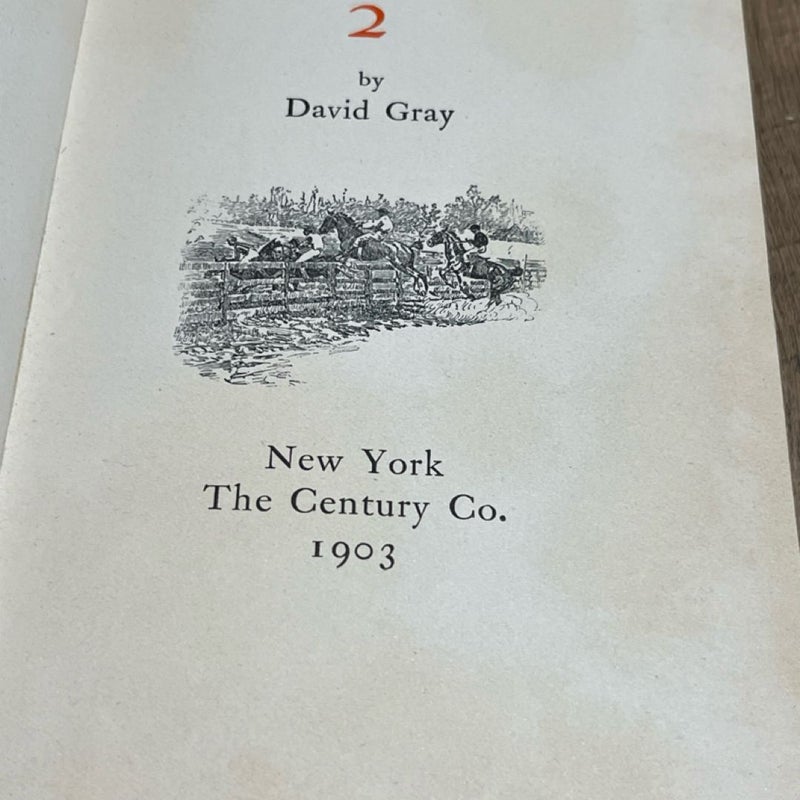 2
by
David Gray
New York
The Century Co.
1903